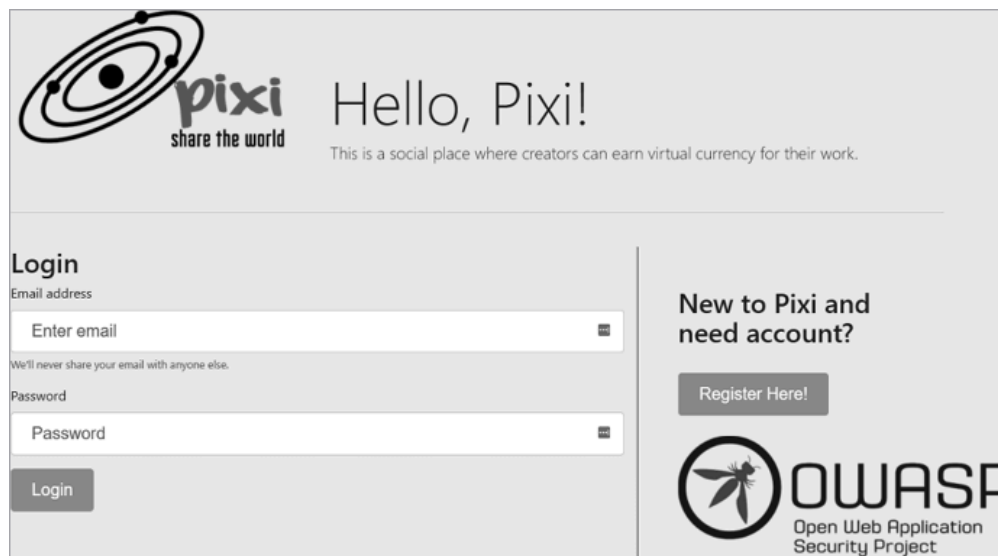 pixi
share the world
Hello, Pixi!
This is a social place where creators can earn virtual currency for their work.
Login
Email address
Enter email
We'll never share your email with anyone else.
Password
Password
Login
New to Pixi and
need account?
Register Here!
OWASP
Open Web Application
Security Project